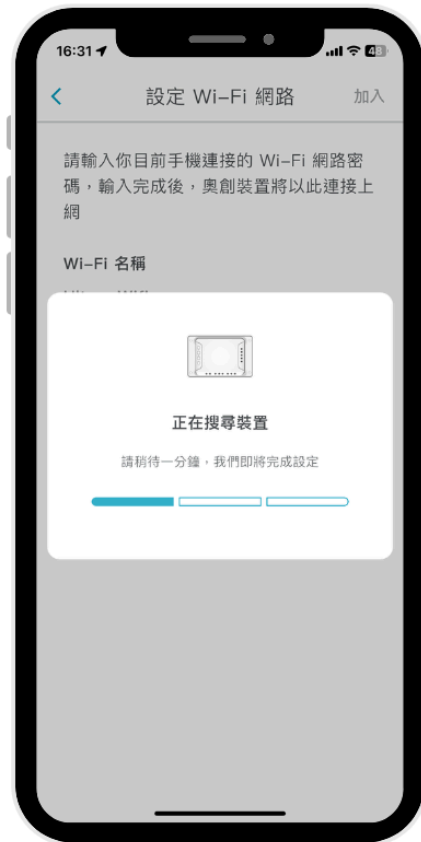 16:31
48
設定 Wi-Fi 網路
加入
請輸入你目前手機連接的 Wi-Fi 網路密
碼，輸入完成後，奧創裝置將以此連接上
網
Wi-Fi 名稱
正在搜尋裝置
請稍待一分鐘，我們即將完成設定